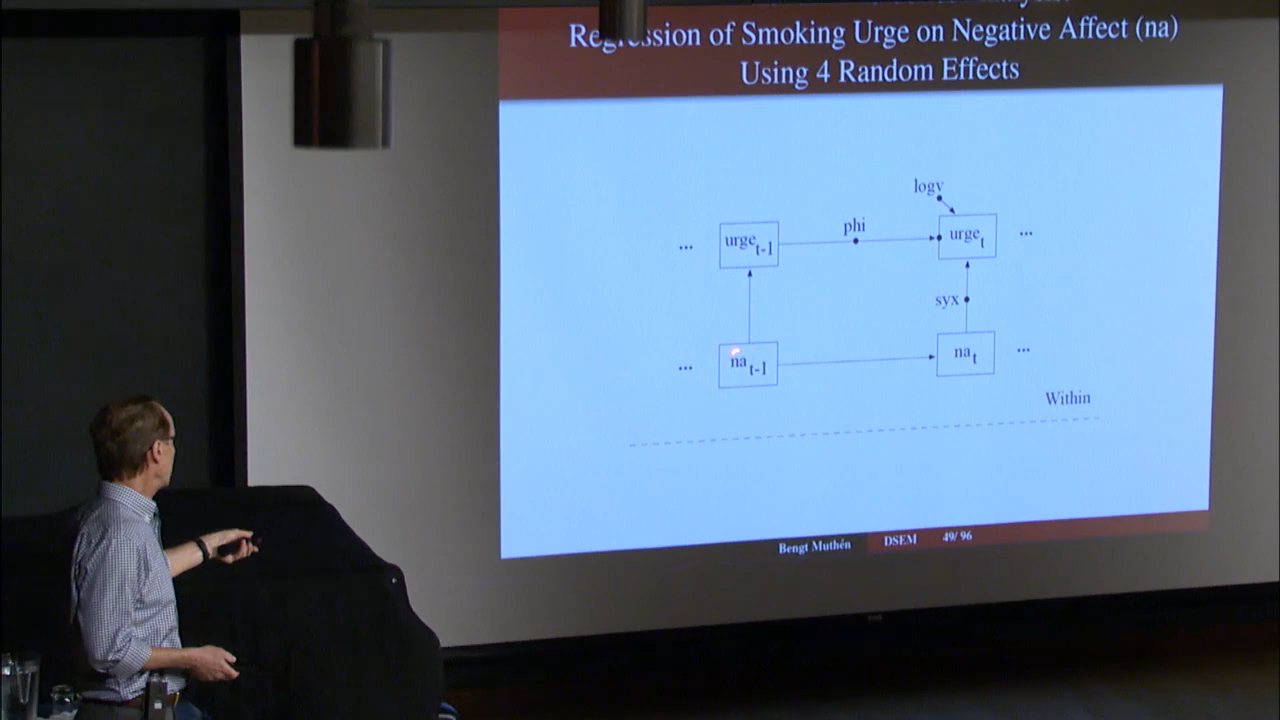 Regression of Smoking Urge on Negative Affect (na)
Using 4 Random Effects
logv
... urge t-1 phi urge t ...
syx
... na t-1 na t ...
Within
Bengt Muthén DSEM 49/ 96